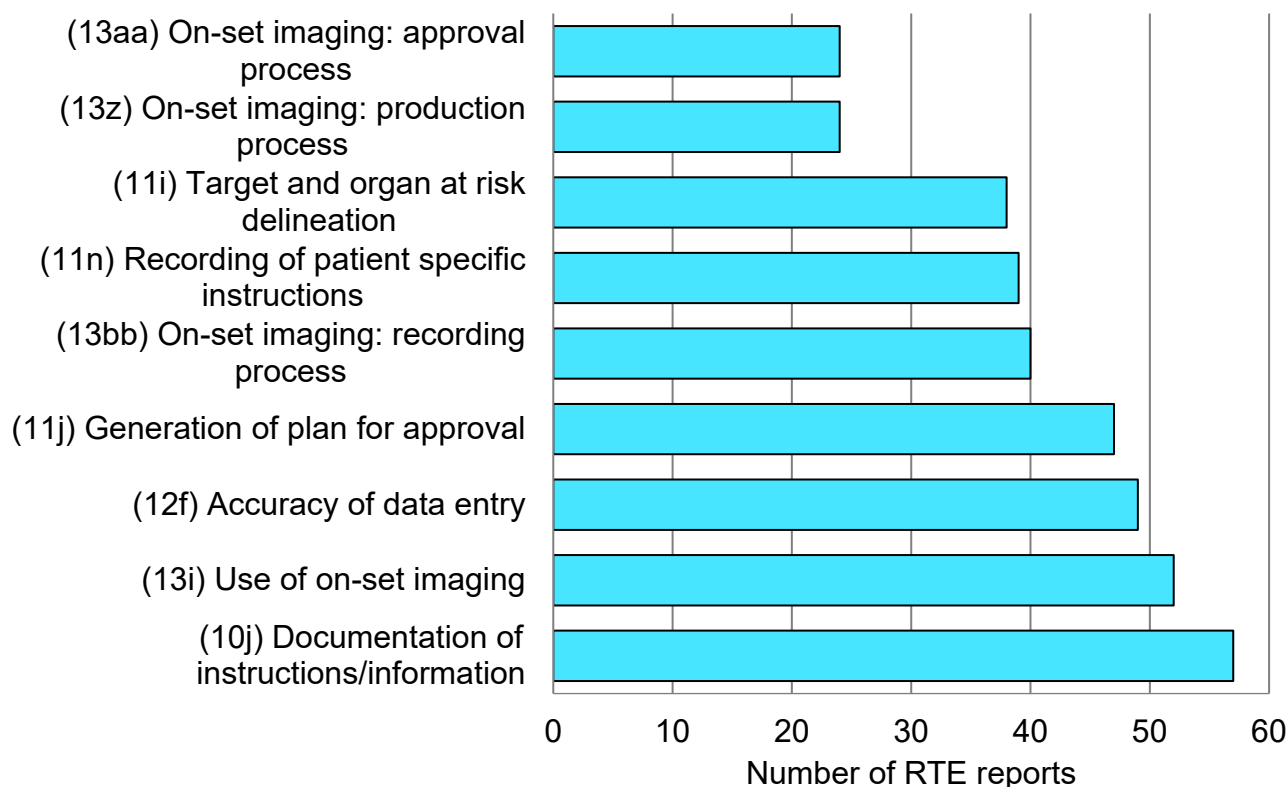 (13aa) On-set imaging: approval
process
(13z) On-set imaging: production
process
(11i) Target and organ at risk
delineation
(11n) Recording of patient specific
instructions
(13bb) On-set imaging: recording
process
(11j) Generation of plan for approval
(12f) Accuracy of data entry
(13i) Use of on-set imaging
(10j) Documentation of
instructions/information
0 10 20 30 40 50 60
Number of RTE reports